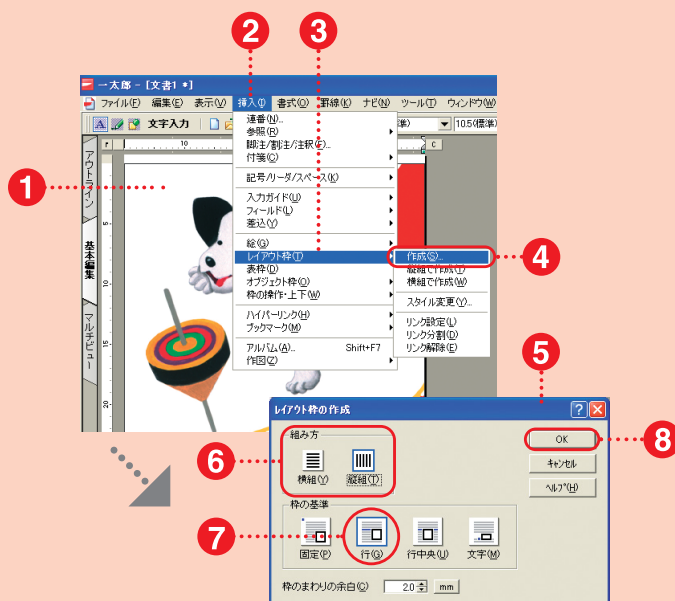 2 3
一太郎 - [文書1 *]
ファイル(F) 編集(E) 表示(V) 挿入(I) 書式(O) 罫線(K) ナビ(N) ツール(T) ウィンドウ(W)
A 文字入力 準) 10.5(標準)
連番(N)...
参照(R)
脚注/割注/注釈(F)...
付箋(C)
記号/リーダ/スペース(K)
入力ガイド(U)
フィールド(L)
差込(Y)
絵(G)
レイアウト枠(T)
表枠(D)
オブジェクト枠(O)
枠の操作・上下(W)
ハイパーリンク(H)
ブックマーク(M)
アルバム(A)... Shift+F7
作図(Z)
作成(S)...
縦組で作成(T)
横組で作成(W)
スタイル変更(Y)...
リンク設定(L)
リンク分割(D)
リンク解除(E)
r 10 c
アウトライン
基本編集
マルチビュー
5
10
15
20
1
4
5
レイアウト枠の作成
組み方
横組(Y) 縦組(T)
OK
キャンセル
ヘルプ(H)
6
8
枠の基準
7
固定(P) 行(G) 行中央(U) 文字(M)
枠のまわりの余白(C) 2.0 mm